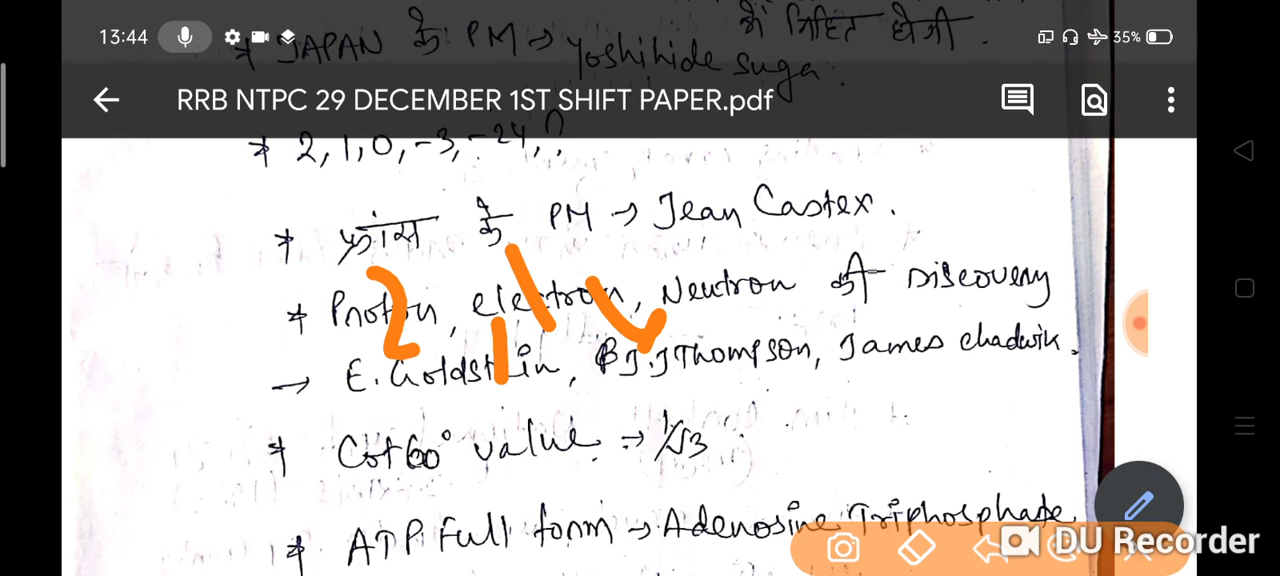 13:44 35%
* JAPAN के PM → Yoshihide Suga.
में निहित होगी.
RRB NTPC 29 DECEMBER 1ST SHIFT PAPER.pdf
* 2, 1, 0, -3, -24, ?
* फ्रांस के PM → Jean Castex.
* Proton, electron, Neutron की Discovery
→ E. Goldstein, J.J Thompson, James chadwik.
* Cot60° value → 1/√3
* ATP Full form → Adenosine Triphosphate
DU Recorder